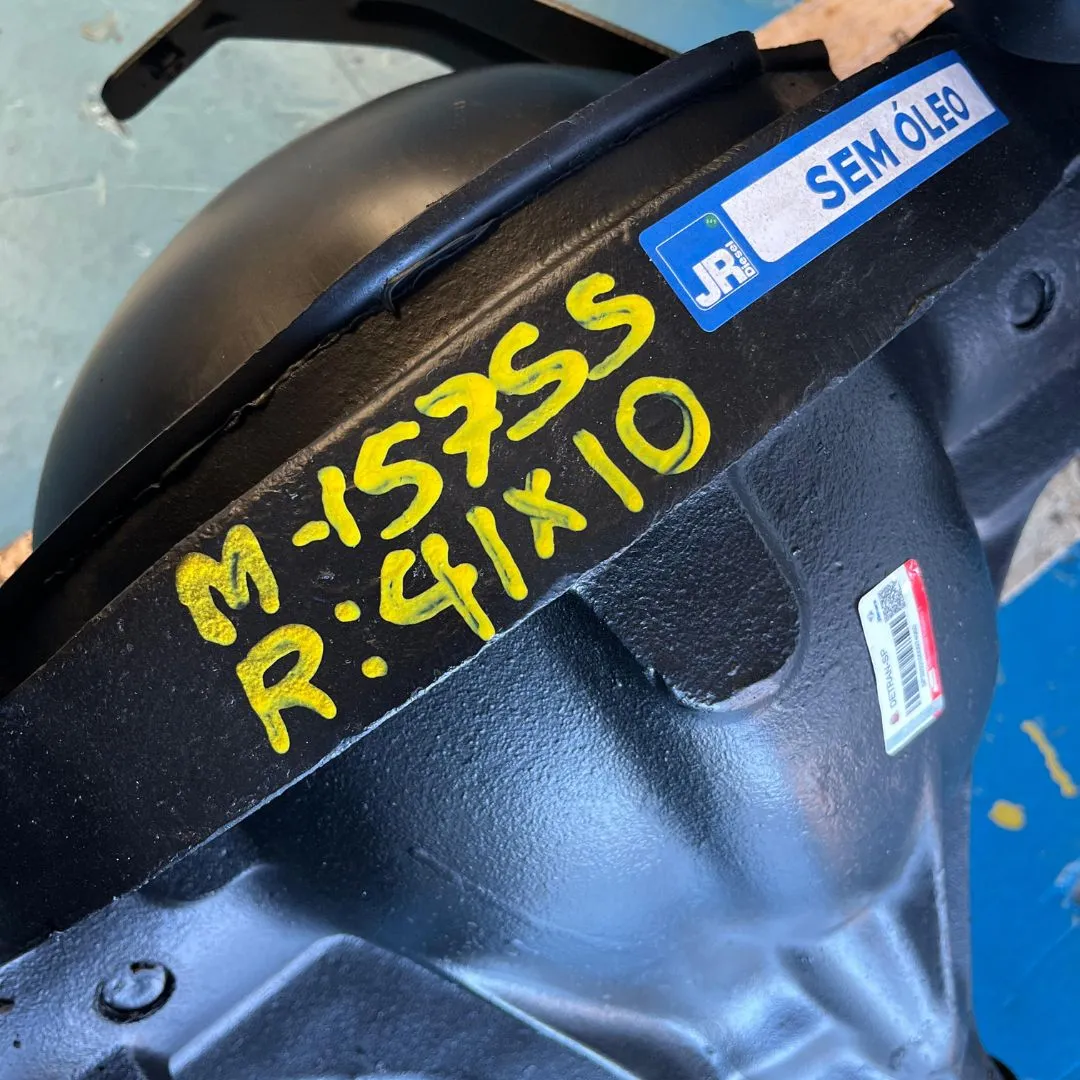 SEM ÓLEO
JR
Diesel
M-157SS
R:41x10
DETRAN-SP